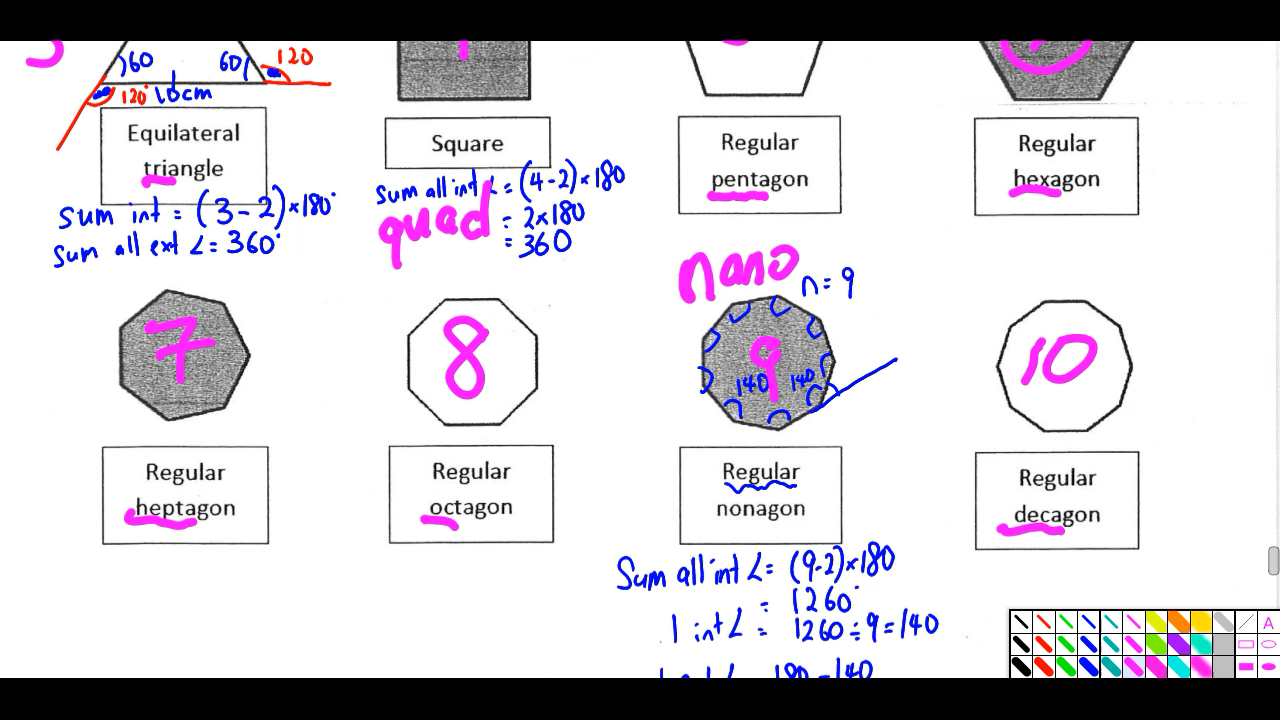 60 60 120
120° 10cm
Equilateral
triangle
Square
Regular
pentagon
Regular
hexagon
Sum int = (3-2)×180°
Sum all ext ∠= 360°
Sum all int ∠ = (4-2)×180
= 2×180
= 360
quad
nano
n= 9
7
8
9
140 140
10
Regular
heptagon
Regular
octagon
Regular
nonagon
Regular
decagon
Sum all int ∠= (9-2)×180
= 1260°
1 int∠ = 1260÷9=140
180-140
A